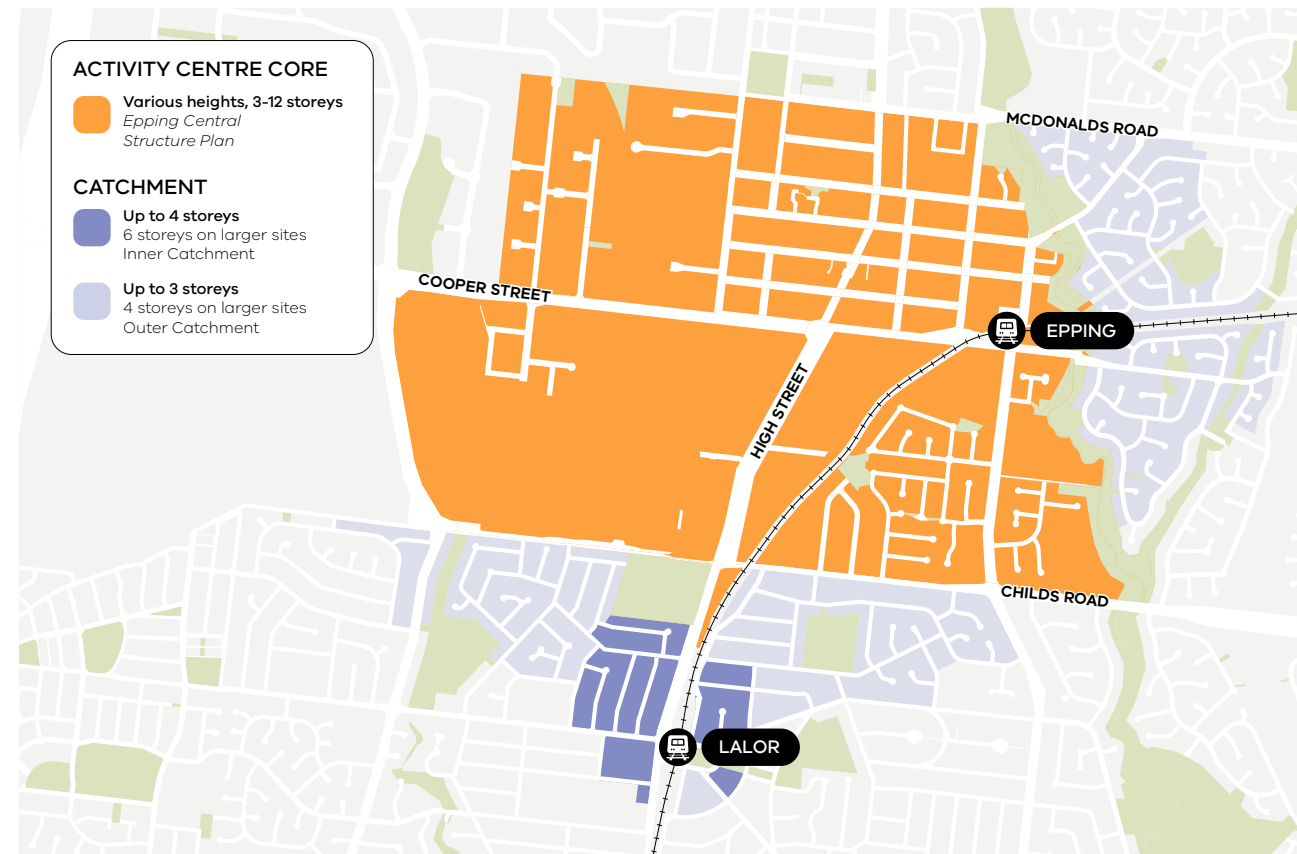 ACTIVITY CENTRE CORE
Various heights, 3-12 storeys
Epping Central
Structure Plan
CATCHMENT
Up to 4 storeys
6 storeys on larger sites
Inner Catchment
Up to 3 storeys
4 storeys on larger sites
Outer Catchment
MCDONALDS ROAD
COOPER STREET
EPPING
HIGH STREET
CHILDS ROAD
LALOR